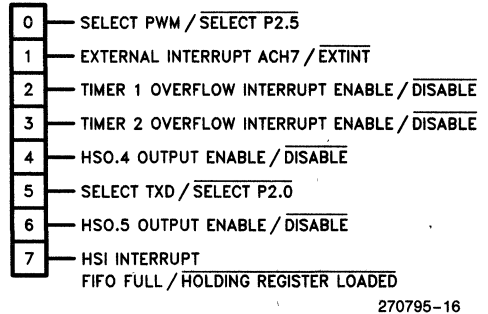 0 SELECT PWM / SELECT P2.5
1 EXTERNAL INTERRUPT ACH7 / EXTINT
2 TIMER 1 OVERFLOW INTERRUPT ENABLE / DISABLE
3 TIMER 2 OVERFLOW INTERRUPT ENABLE / DISABLE
4 HSO.4 OUTPUT ENABLE / DISABLE
5 SELECT TXD / SELECT P2.0
6 HSO.5 OUTPUT ENABLE / DISABLE
7 HSI INTERRUPT
FIFO FULL / HOLDING REGISTER LOADED
270795-16